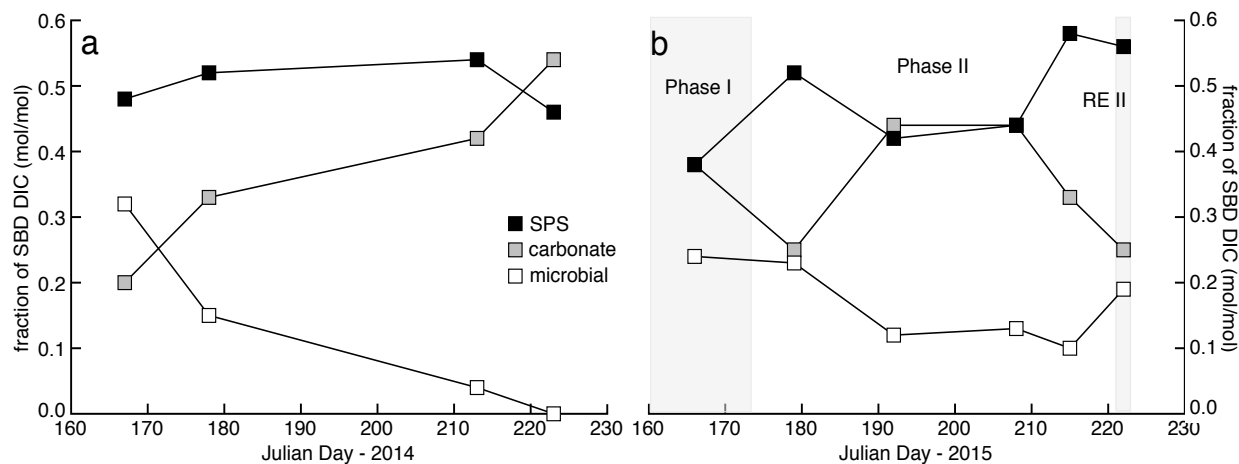 a
fraction of SBD DIC (mol/mol)
0.6
0.5
0.4
0.3
0.2
0.1
0.0
SPS
carbonate
microbial
160 170 180 190 200 210 220 230
Julian Day - 2014
b
Phase I
Phase II
RE II
160 170 180 190 200 210 220 230
Julian Day - 2015
0.6
0.5
0.4
0.3
0.2
0.1
0.0
fraction of SBD DIC (mol/mol)